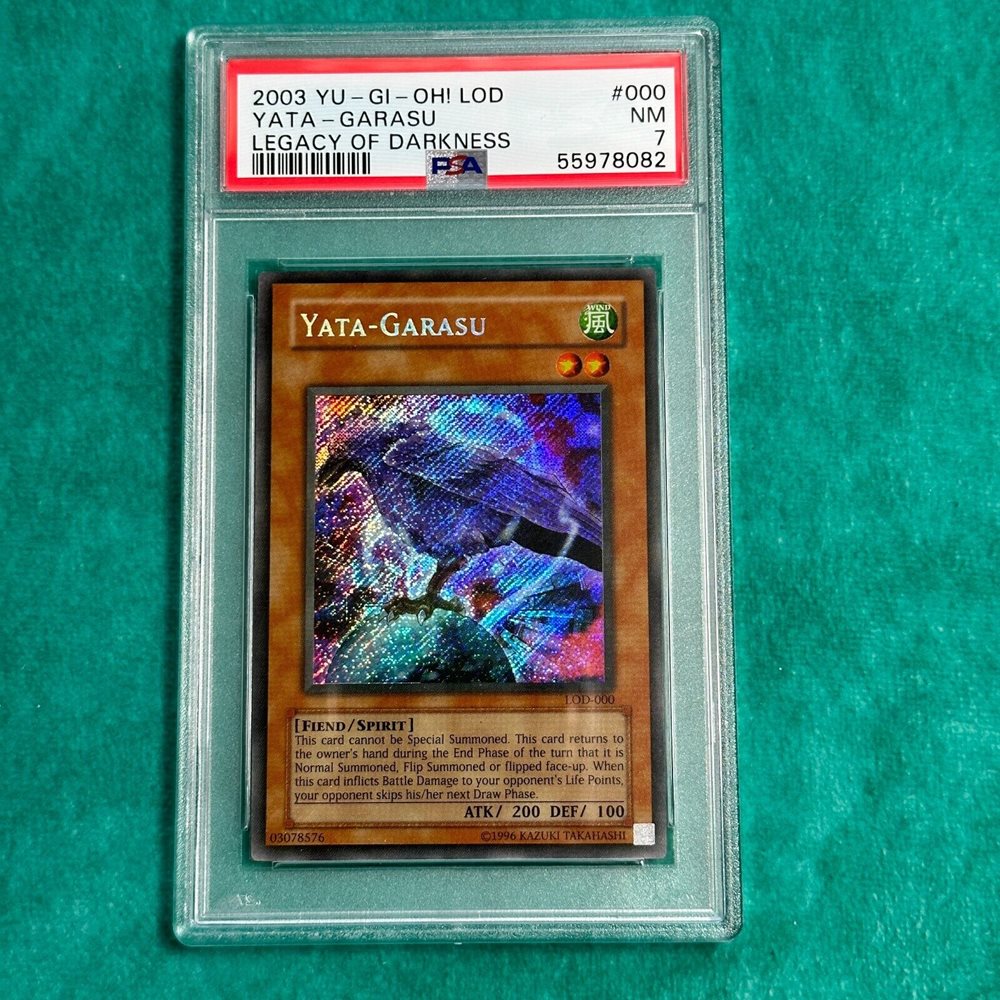 2003 YU-GI-OH! LOD #000
YATA-GARASU NM
LEGACY OF DARKNESS 7
PSA 55978082
YATA-GARASU
WIND
風
LOD-000
[FIEND/SPIRIT]
This card cannot be Special Summoned. This card returns to
the owner's hand during the End Phase of the turn that it is
Normal Summoned, Flip Summoned or flipped face-up. When
this card inflicts Battle Damage to your opponent's Life Points,
your opponent skips his/her next Draw Phase.
ATK/ 200 DEF/ 100
03078576 ©1996 KAZUKI TAKAHASHI